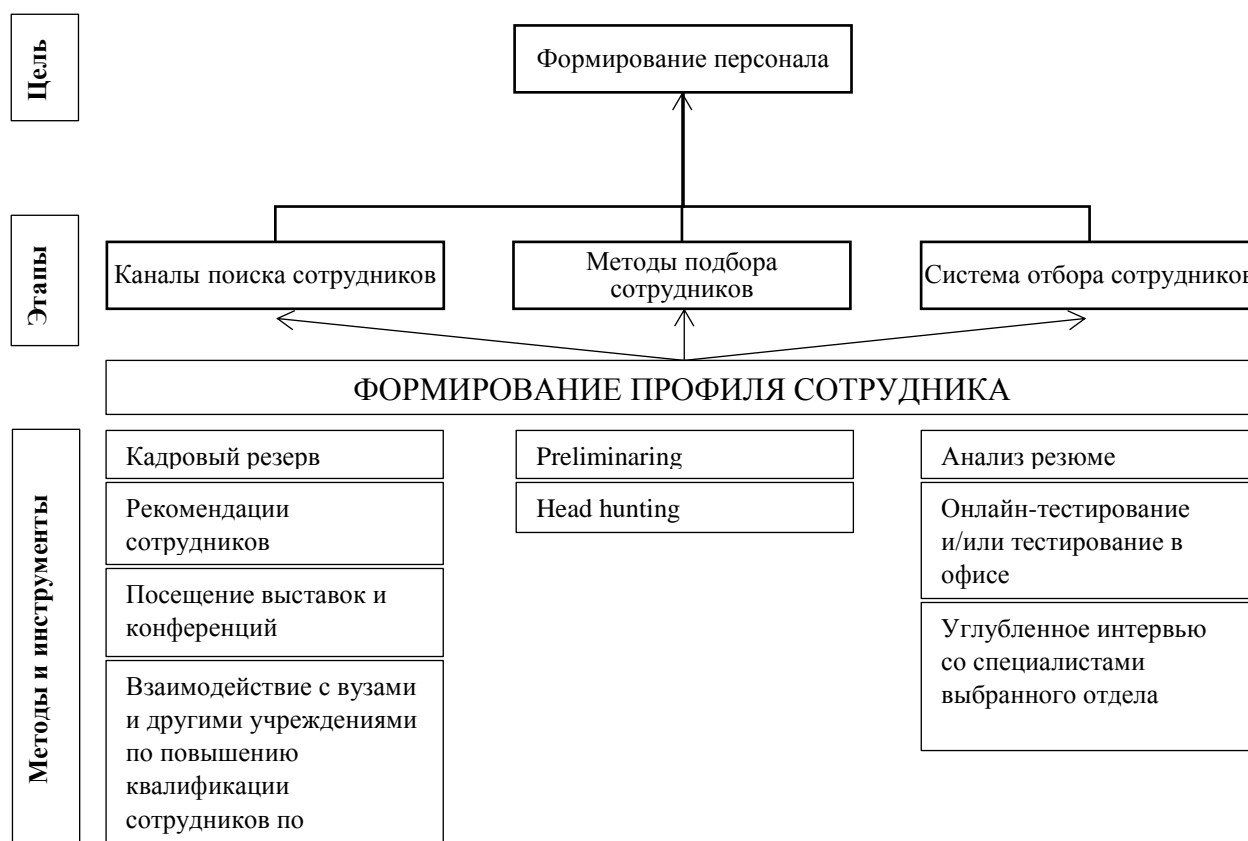 Цель
Формирование персонала
Этапы
Каналы поиска сотрудников
Методы подбора
сотрудников
Система отбора сотрудников
ФОРМИРОВАНИЕ ПРОФИЛЯ СОТРУДНИКА
Методы и инструменты
Кадровый резерв
Рекомендации
сотрудников
Посещение выставок и
конференций
Взаимодействие с вузами
и другими учреждениями
по повышению
квалификации
сотрудников по
Preliminaring
Head hunting
Анализ резюме
Онлайн-тестирование
и/или тестирование в
офисе
Углубленное интервью
со специалистами
выбранного отдела